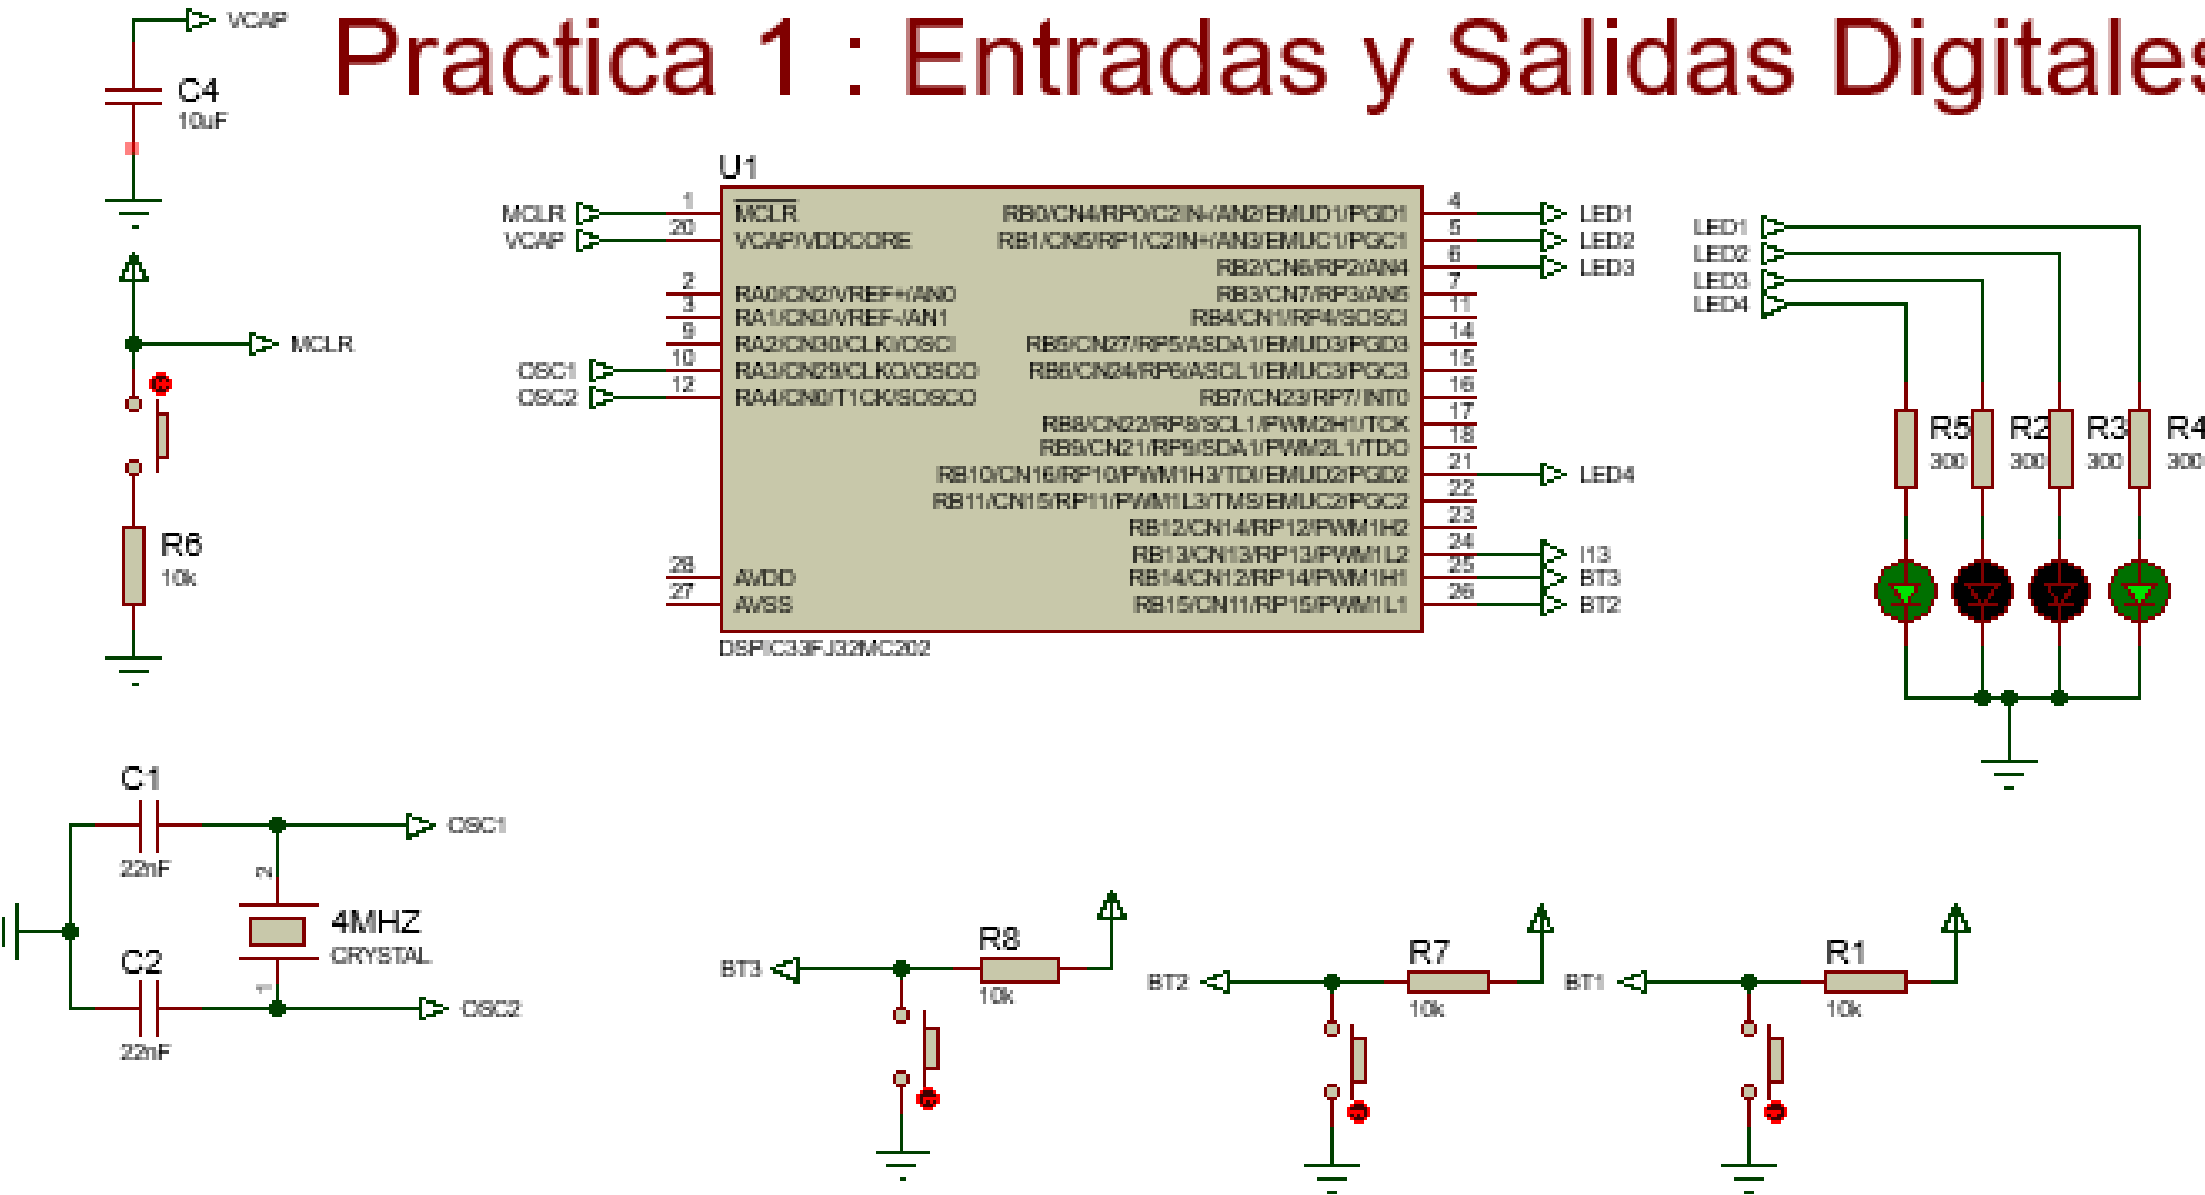 VCAP
Practica 1 : Entradas y Salidas Digitales
C4
10uF
U1
MCLR
VCAP
1
20
2
3
9
10
12
28
27
MCLR
VCAP/VDDCORE
RA0/CN2/VREF+/AN0
RA1/CN3/VREF-/AN1
RA2/CN30/CLKI/OSCI
RA3/CN29/CLKO/OSCO
RA4/CN0/T1CK/SOSCO
AVDD
AVSS
OSC1
OSC2
RB0/CN4/RP0/C2IN-/AN2/EMUD1/PGD1
RB1/CN5/RP1/C2IN+/AN3/EMUC1/PGC1
RB2/CN6/RP2/AN4
RB3/CN7/RP3/AN5
RB4/CN1/RP4/SOSCI
RB5/CN27/RP5/ASDA1/EMUD3/PGD3
RB6/CN24/RP6/ASCL1/EMUC3/PGC3
RB7/CN23/RP7/INT0
RB8/CN22/RP8/SCL1/PWM2H1/TCK
RB9/CN21/RP9/SDA1/PWM2L1/TDO
RB10/CN16/RP10/PWM1H3/TDI/EMUD2/PGD2
RB11/CN15/RP11/PWM1L3/TMS/EMUC2/PGC2
RB12/CN14/RP12/PWM1H2
RB13/CN13/RP13/PWM1L2
RB14/CN12/RP14/PWM1H1
RB15/CN11/RP15/PWM1L1
4
5
6
7
11
14
15
16
17
18
21
22
23
24
25
26
LED1
LED2
LED3
LED4
I13
BT3
BT2
DSPIC33FJ32MC202
LED1
LED2
LED3
LED4
R5
300
R2
300
R3
300
R4
300
MCLR
R6
10k
C1
22nF
OSC1
2
4MHZ
CRYSTAL
1
C2
22nF
OSC2
BT3
R8
10k
BT2
R7
10k
BT1
R1
10k